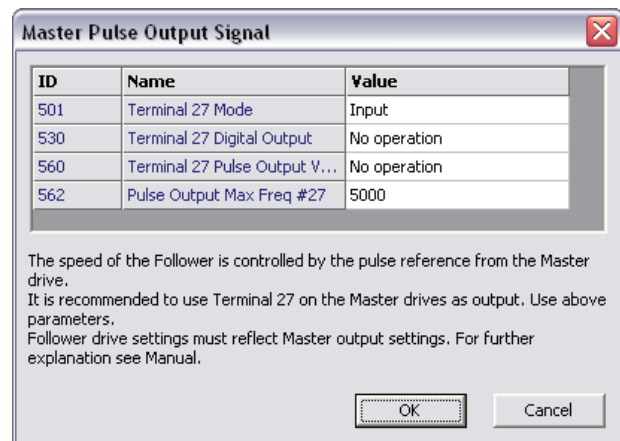 Master Pulse Output Signal
ID Name Value
501 Terminal 27 Mode Input
530 Terminal 27 Digital Output No operation
560 Terminal 27 Pulse Output V... No operation
562 Pulse Output Max Freq #27 5000
The speed of the Follower is controlled by the pulse reference from the Master
drive.
It is recommended to use Terminal 27 on the Master drives as output. Use above
parameters.
Follower drive settings must reflect Master output settings. For further
explanation see Manual.
OK Cancel